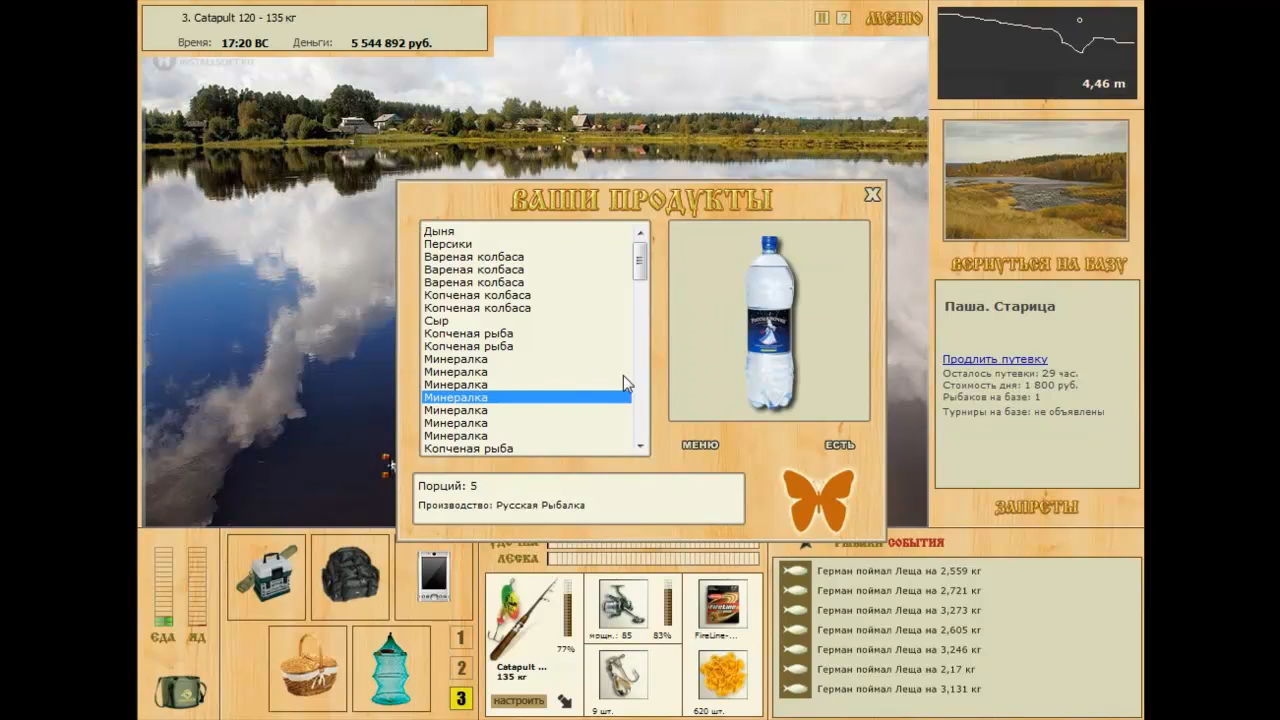 3. Catapult 120 - 135 кг
Время: 17:20 ВС Деньги: 5 544 892 руб.
II ? МЕНЮ
4,46 m
INSTALLSOFT.RU
ВАШИ ПРОДУКТЫ X
Дыня
Персики
Вареная колбаса
Вареная колбаса
Вареная колбаса
Копченая колбаса
Копченая колбаса
Сыр
Копченая рыба
Копченая рыба
Минералка
Минералка
Минералка
Минералка
Минералка
Минералка
Минералка
Копченая рыба
МЕНЮ ЕСТЬ
Порций: 5
Производство: Русская Рыбалка
ВЕРНУТЬСЯ НА БАЗУ
Паша. Старица
Продлить путевку
Осталось путевки: 29 час.
Стоимость дня: 1 800 руб.
Рыбаков на базе: 1
Турниры на базе: не объявлены
ЗАПРЕТЫ
ЕДА
1
2
3
УДОЧКА
ЛЕСКА
77%
Catapult ...
135 кг
настроить
мощн.: 85 83%
FireLine-...
9 шт.
620 шт.
РЫБАКИ СОБЫТИЯ
Герман поймал Леща на 2,559 кг
Герман поймал Леща на 2,721 кг
Герман поймал Леща на 3,273 кг
Герман поймал Леща на 2,605 кг
Герман поймал Леща на 3,246 кг
Герман поймал Леща на 2,17 кг
Герман поймал Леща на 3,131 кг